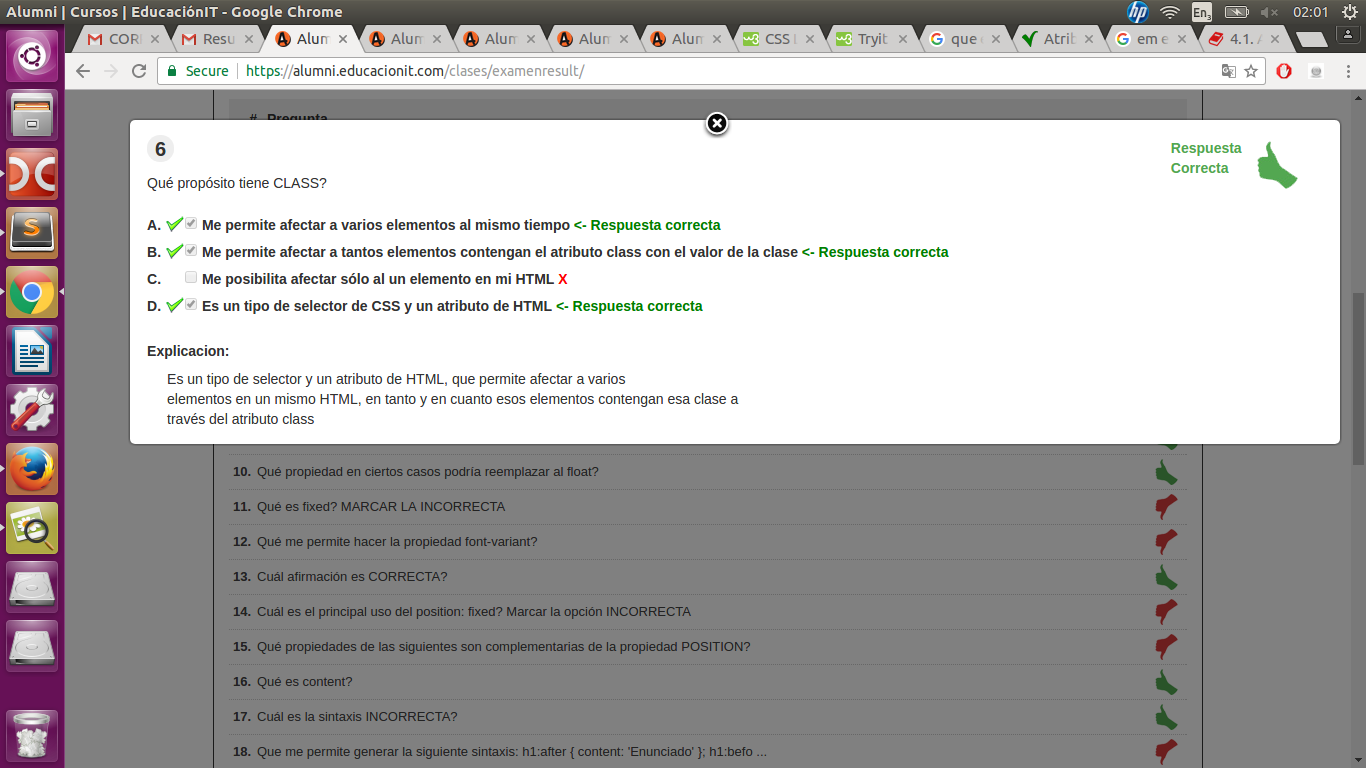 Alumni | Cursos | EducaciónIT - Google Chrome
En3
02:01
CORI
Resu
Alum
Alum
Alum
Alum
Alum
CSS
Tryit
que
Atrib
em e
4.1.
Secure
https://alumni.educacionit.com/clases/examenresult/
# Pregunta
6
Respuesta
Correcta
Qué propósito tiene CLASS?
A. Me permite afectar a varios elementos al mismo tiempo <- Respuesta correcta
B. Me permite afectar a tantos elementos contengan el atributo class con el valor de la clase <- Respuesta correcta
C. Me posibilita afectar sólo al un elemento en mi HTML X
D. Es un tipo de selector de CSS y un atributo de HTML <- Respuesta correcta
Explicacion:
Es un tipo de selector y un atributo de HTML, que permite afectar a varios
elementos en un mismo HTML, en tanto y en cuanto esos elementos contengan esa clase a
través del atributo class
10. Qué propiedad en ciertos casos podría reemplazar al float?
11. Qué es fixed? MARCAR LA INCORRECTA
12. Qué me permite hacer la propiedad font-variant?
13. Cuál afirmación es CORRECTA?
14. Cuál es el principal uso del position: fixed? Marcar la opción INCORRECTA
15. Qué propiedades de las siguientes son complementarias de la propiedad POSITION?
16. Qué es content?
17. Cuál es la sintaxis INCORRECTA?
18. Que me permite generar la siguiente sintaxis: h1:after { content: 'Enunciado' }; h1:befo ...